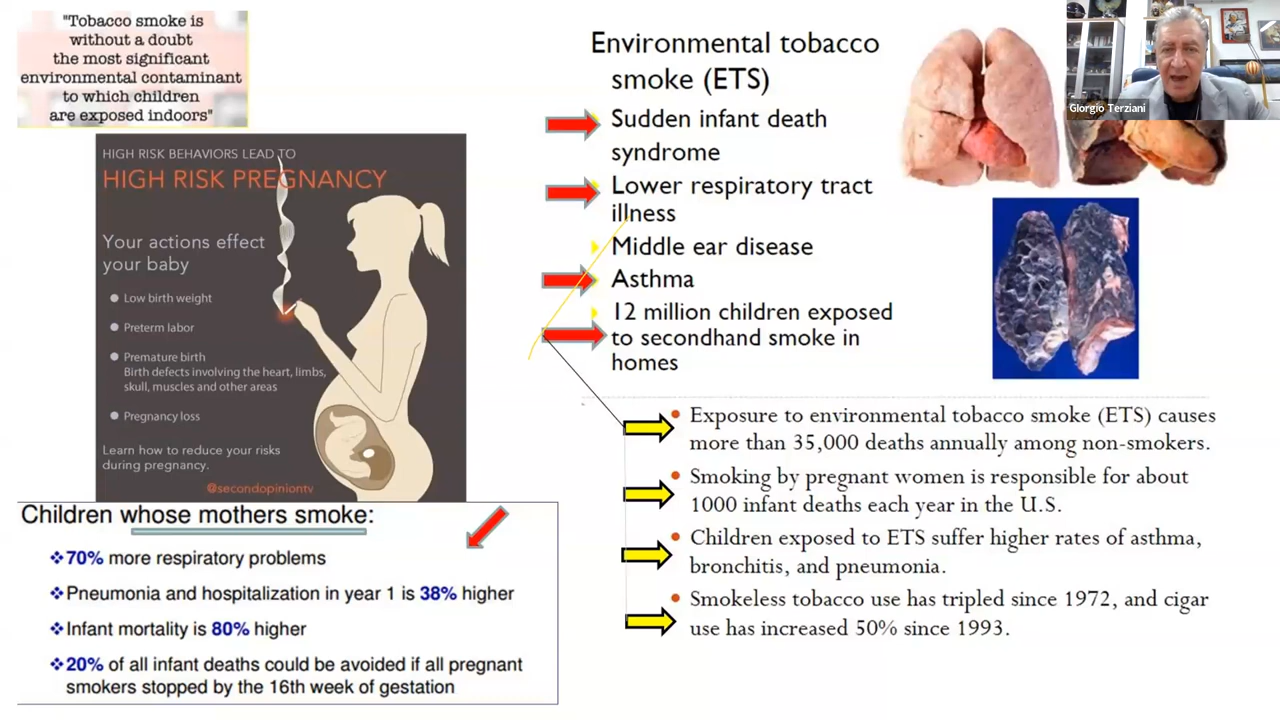 "Tobacco smoke is
without a doubt
the most significant
environmental contaminant
to which children
are exposed indoors"
HIGH RISK BEHAVIORS LEAD TO
HIGH RISK PREGNANCY
Your actions effect
your baby
Low birth weight
Preterm labor
Premature birth
Birth defects involving the heart, limbs,
skull, muscles and other areas
Pregnancy loss
Learn how to reduce your risks
during pregnancy.
@secondopiniontv
Children whose mothers smoke:
❖70% more respiratory problems
❖Pneumonia and hospitalization in year 1 is 38% higher
❖Infant mortality is 80% higher
❖20% of all infant deaths could be avoided if all pregnant
smokers stopped by the 16th week of gestation
Environmental tobacco
smoke (ETS)
Sudden infant death
syndrome
Lower respiratory tract
illness
Middle ear disease
Asthma
12 million children exposed
to secondhand smoke in
homes
• Exposure to environmental tobacco smoke (ETS) causes
more than 35,000 deaths annually among non-smokers.
• Smoking by pregnant women is responsible for about
1000 infant deaths each year in the U.S.
• Children exposed to ETS suffer higher rates of asthma,
bronchitis, and pneumonia.
• Smokeless tobacco use has tripled since 1972, and cigar
use has increased 50% since 1993.
GIorgio Terziani